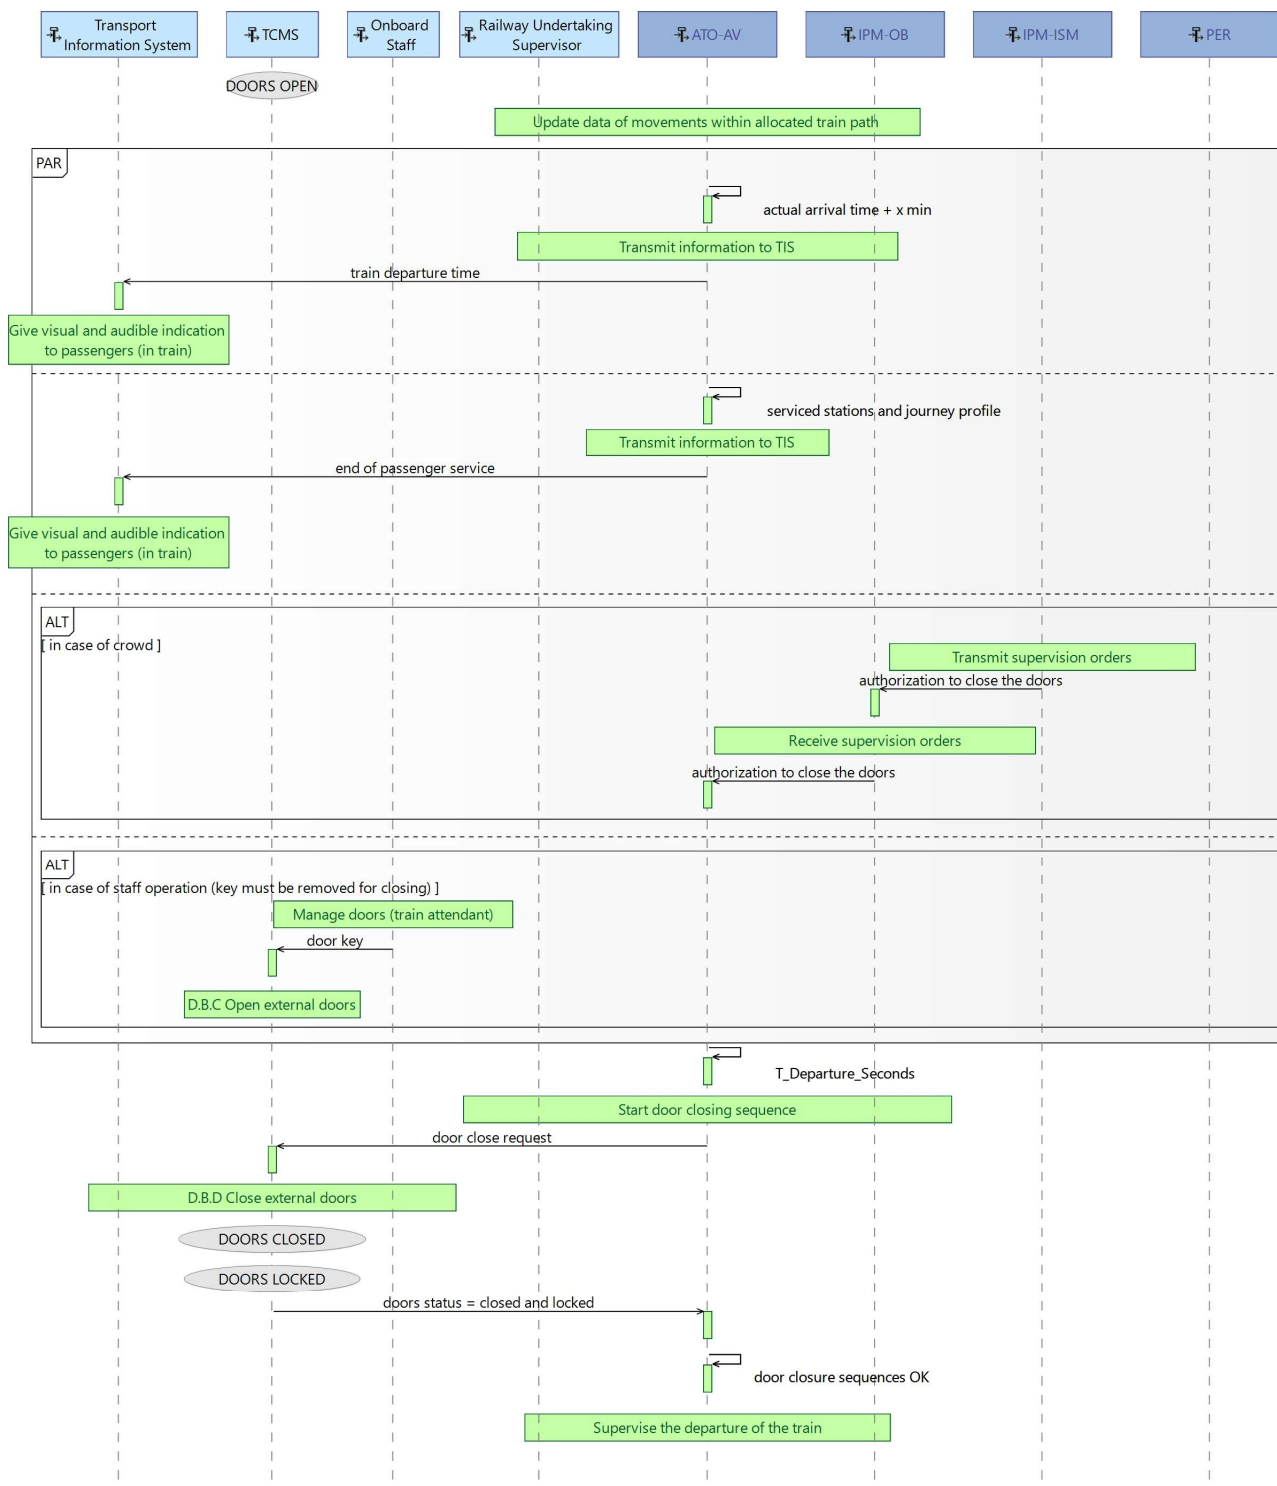 Transport
Information System
TCMS
Onboard
Staff
Railway Undertaking
Supervisor
ATO-AV
IPM-OB
IPM-ISM
PER
DOORS OPEN
Update data of movements within allocated train path
PAR
actual arrival time + x min
Transmit information to TIS
train departure time
Give visual and audible indication
to passengers (in train)
serviced stations and journey profile
Transmit information to TIS
end of passenger service
Give visual and audible indication
to passengers (in train)
ALT
[ in case of crowd ]
Transmit supervision orders
authorization to close the doors
Receive supervision orders
authorization to close the doors
ALT
[ in case of staff operation (key must be removed for closing) ]
Manage doors (train attendant)
door key
D.B.C Open external doors
T_Departure_Seconds
Start door closing sequence
door close request
D.B.D Close external doors
DOORS CLOSED
DOORS LOCKED
doors status = closed and locked
door closure sequences OK
Supervise the departure of the train